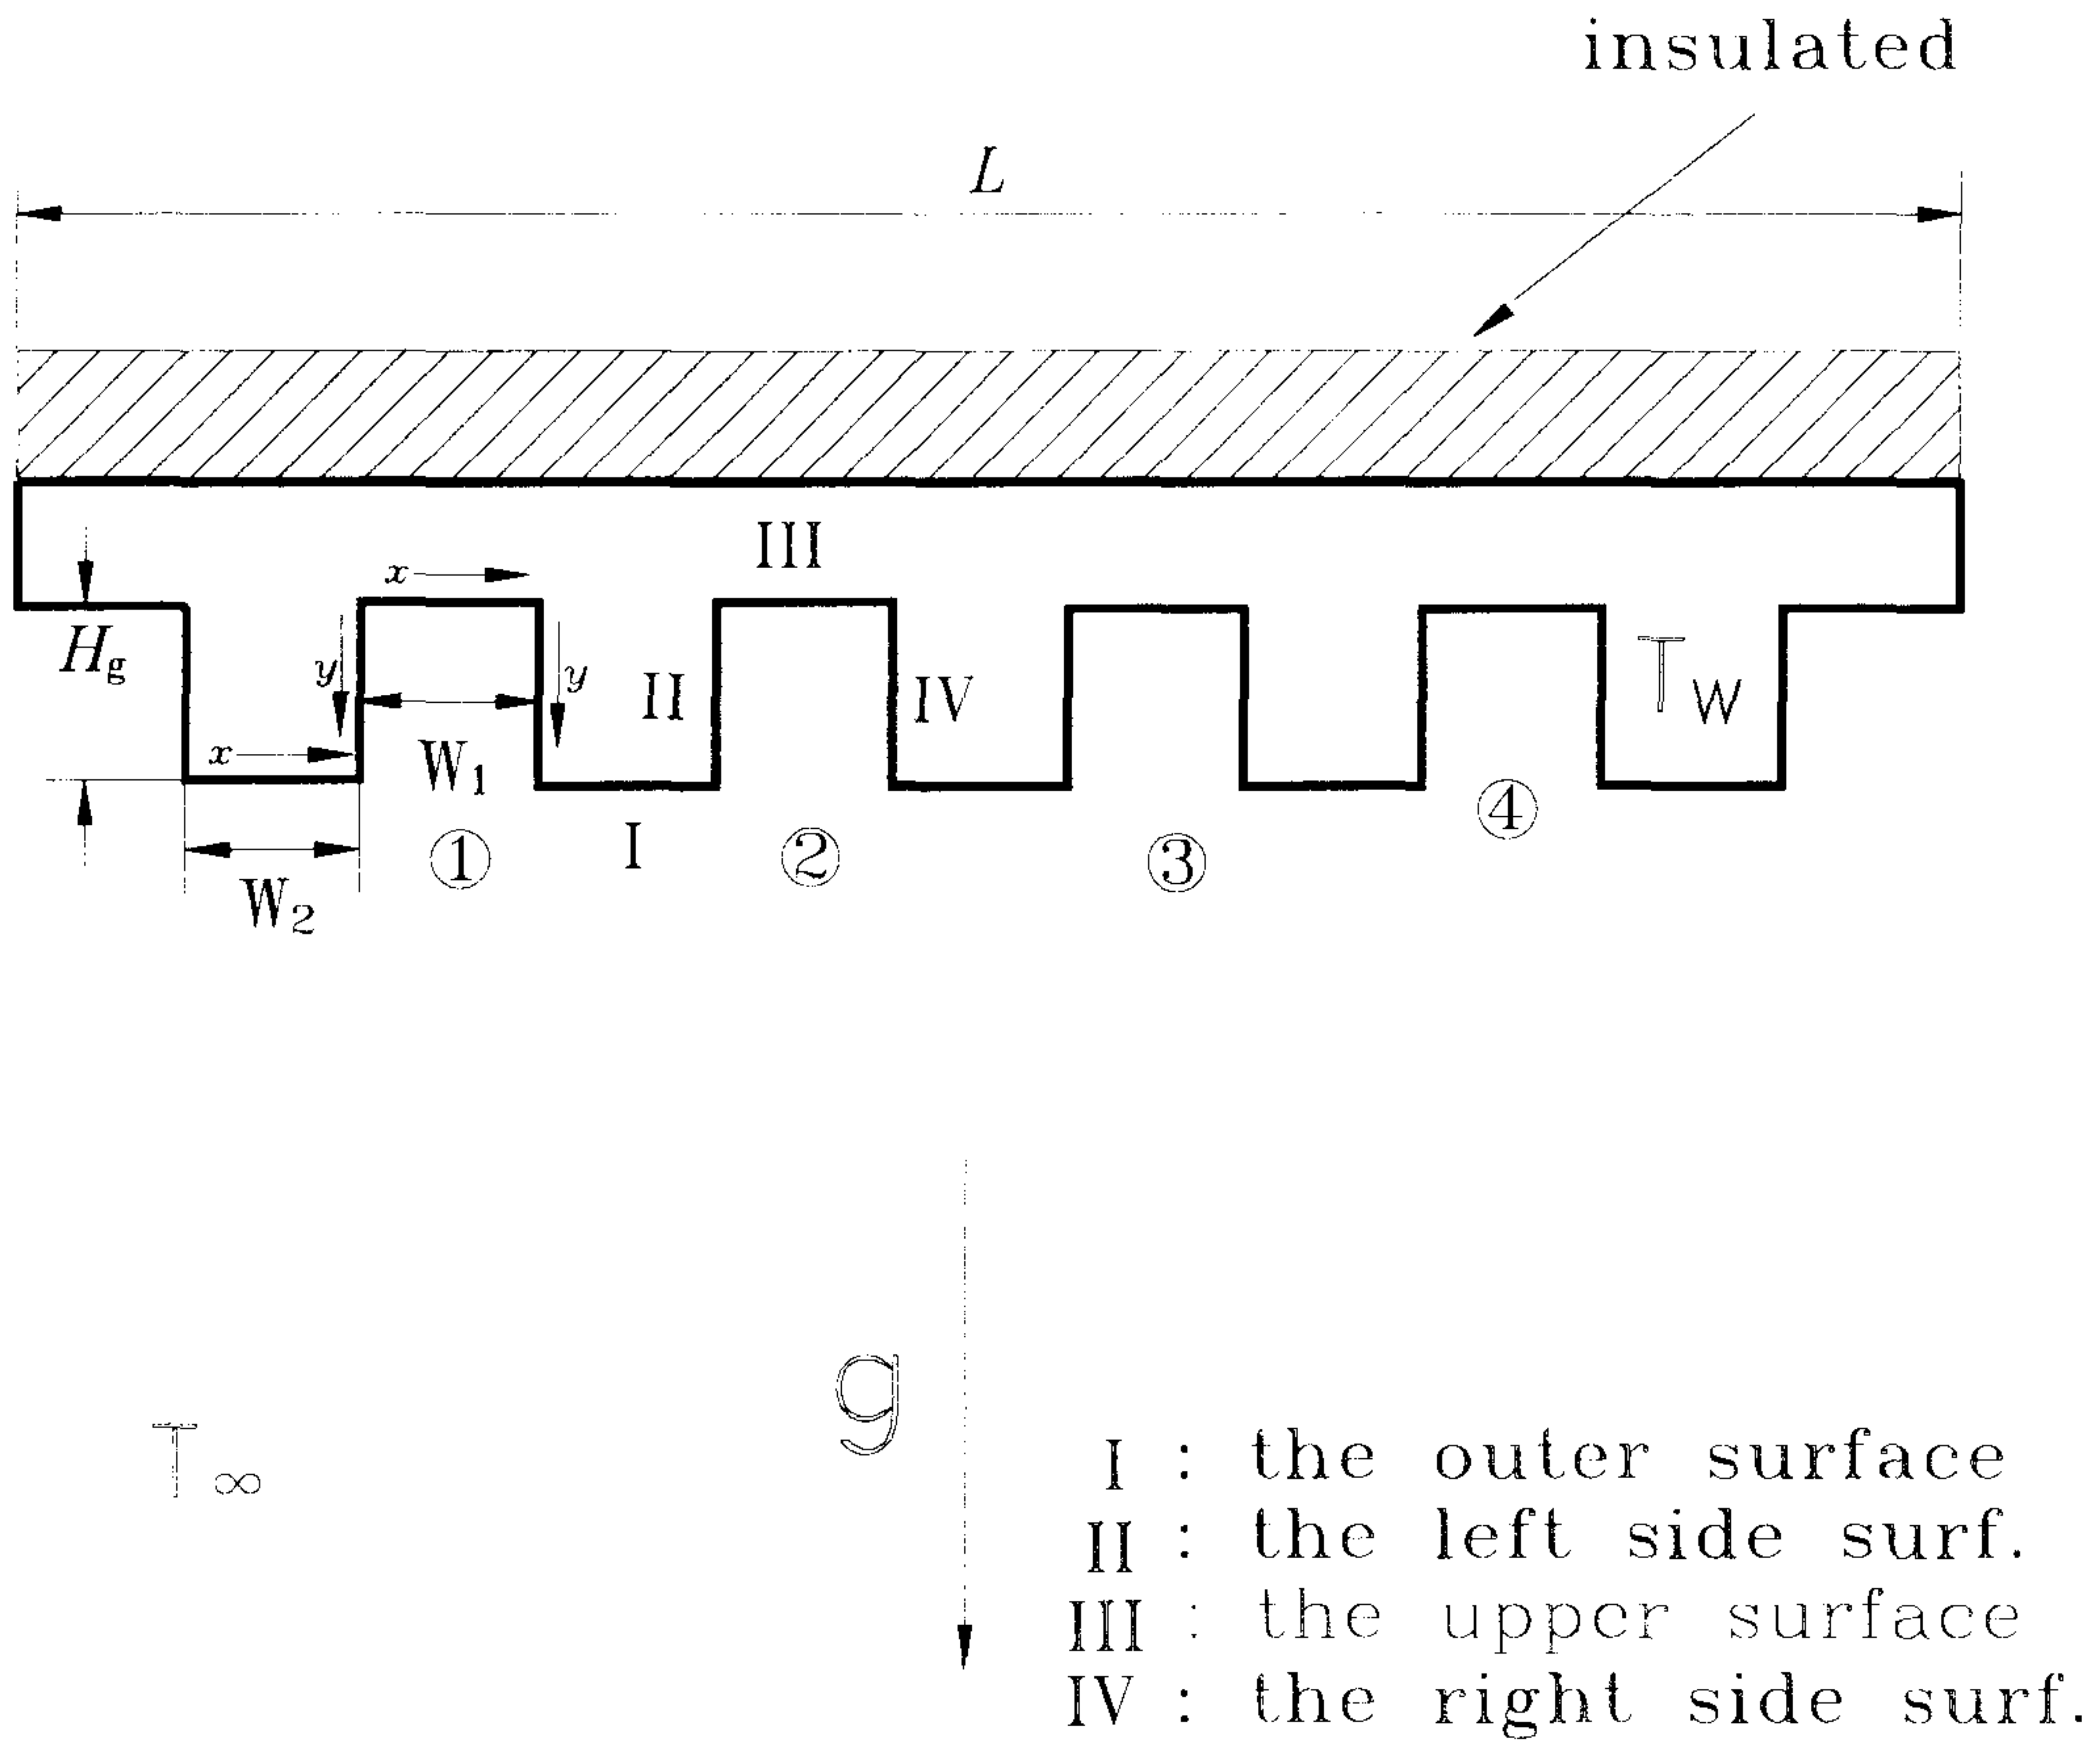 insulated
L
III
x
H_g
y
y
II
IV
T_W
x
W_1
④
①
I
②
③
W_2
g
T_∞
I : the outer surface
II : the left side surf.
III : the upper surface
IV : the right side surf.